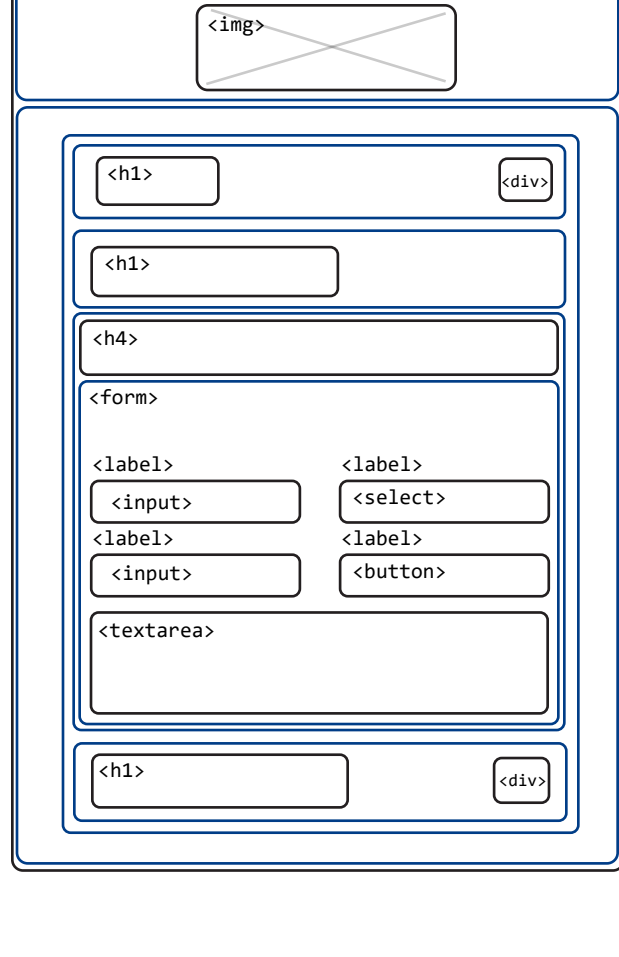 <img>
<h1> <div>
<h1>
<h4>
<form>
<label> <label>
<input> <select>
<label> <label>
<input> <button>
<textarea>
<h1> <div>